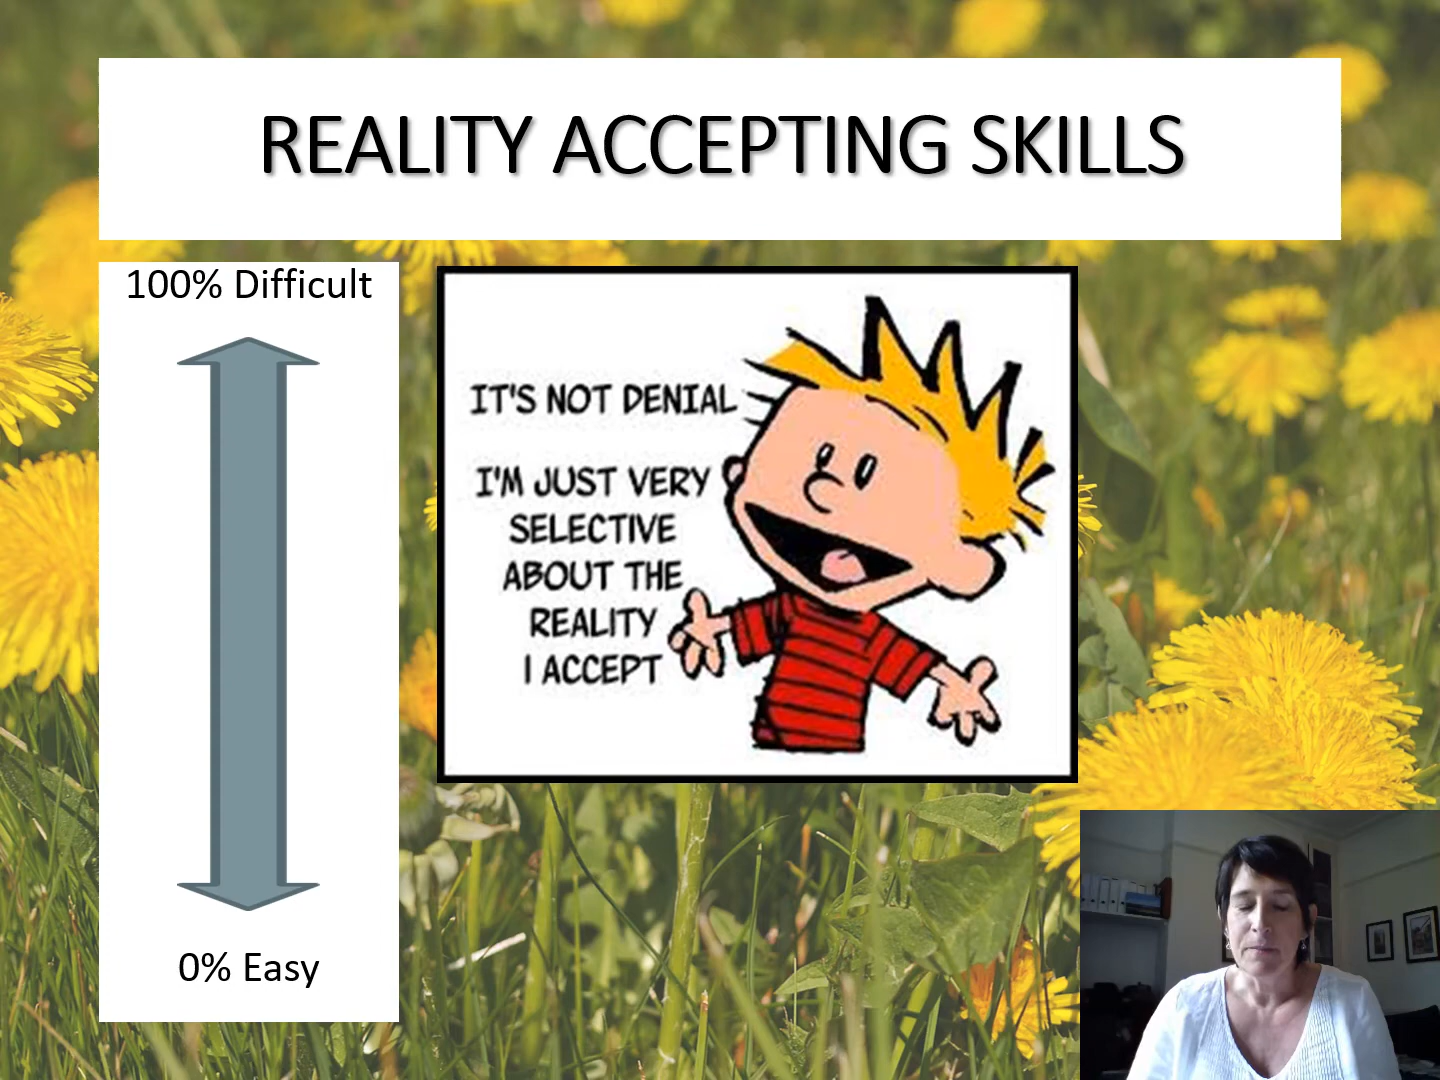 REALITY ACCEPTING SKILLS
100% Difficult
0% Easy
IT'S NOT DENIAL
I'M JUST VERY
SELECTIVE
ABOUT THE
REALITY
I ACCEPT